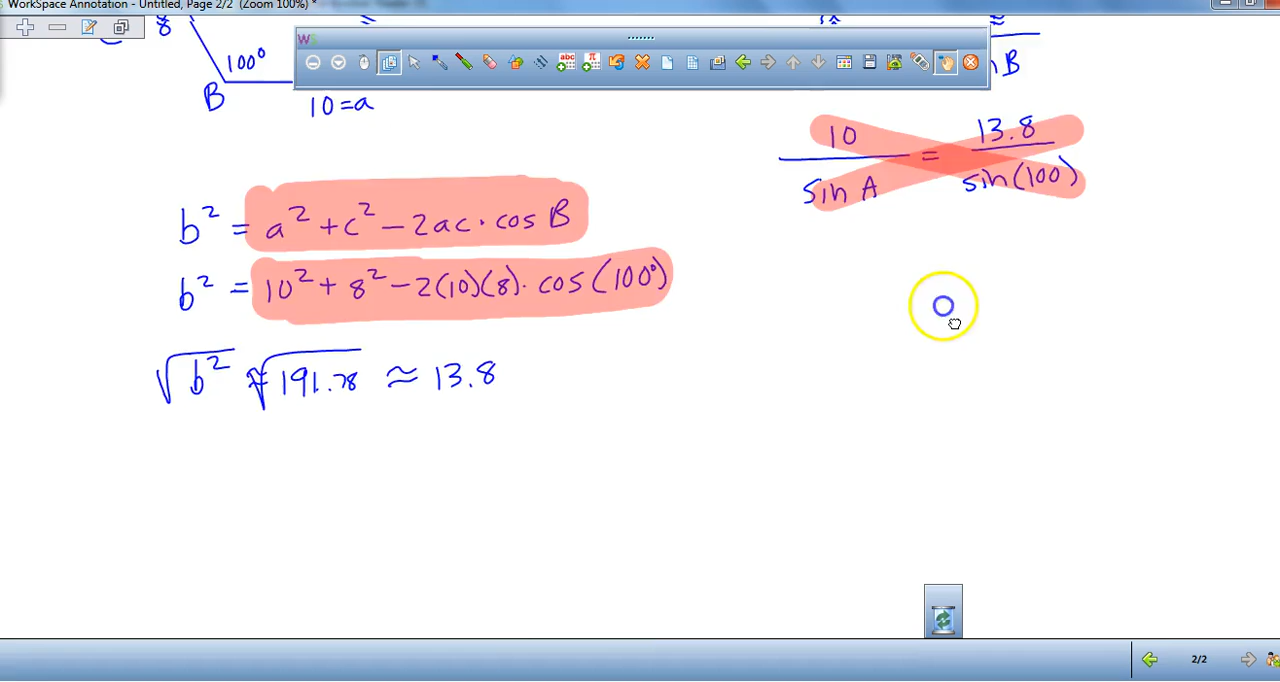 WorkSpace Annotation - Untitled, Page 2/2 (Zoom 100%) *
8
100°
B
10 = a
B
10 / sin A = 13.8 / sin(100)
b² = a² + c² − 2ac · cos B
b² = 10² + 8² − 2(10)(8) · cos(100°)
√b² ≈ √191.78 ≈ 13.8
2/2